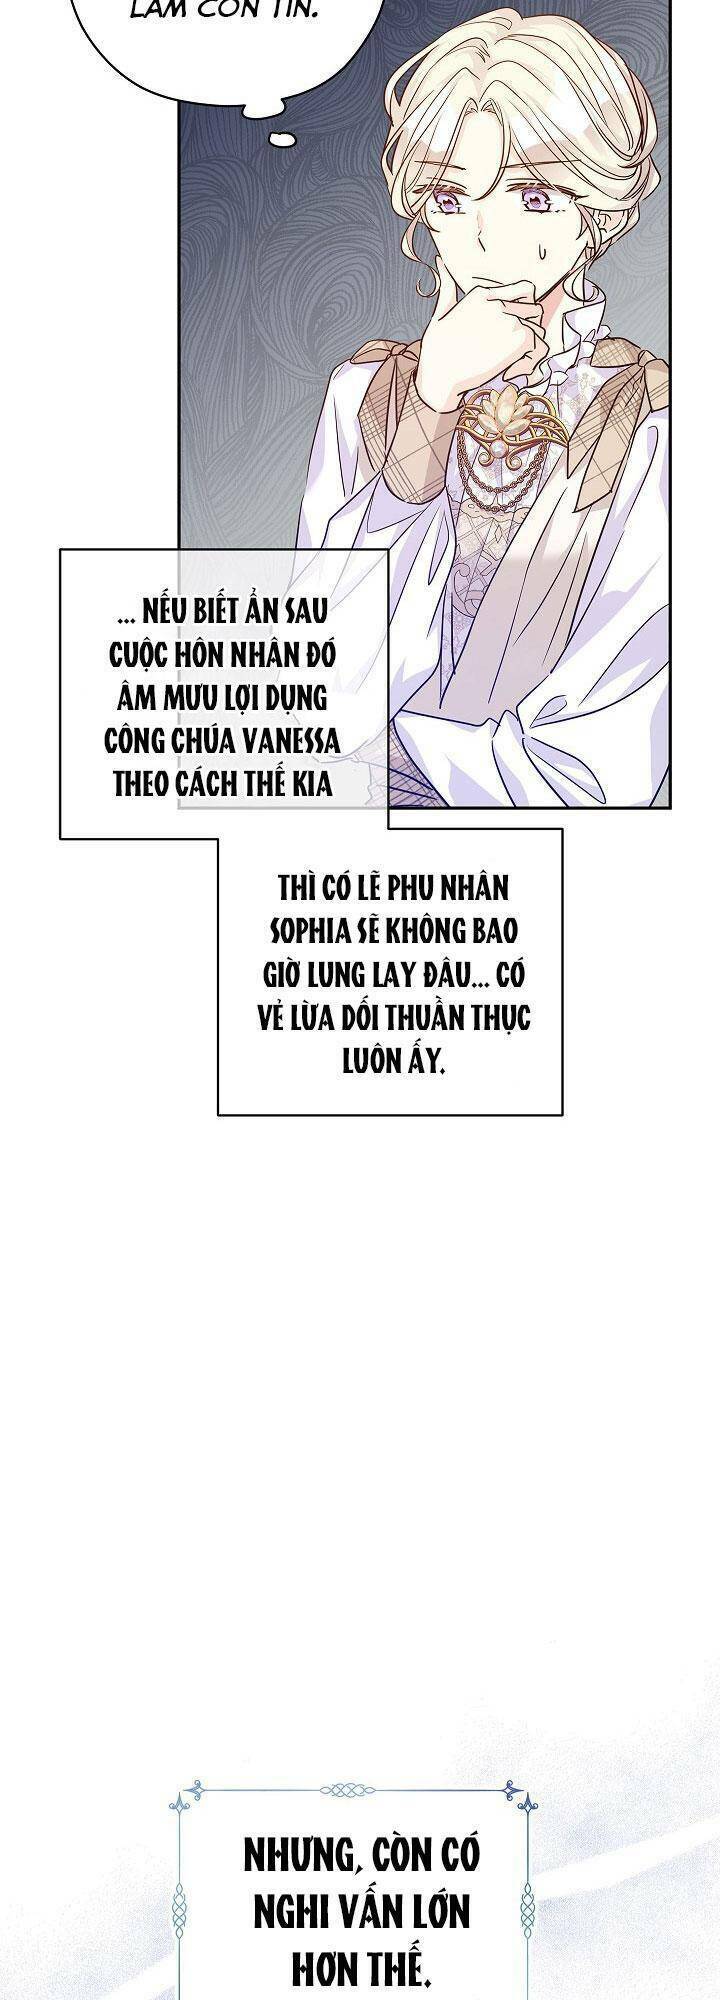 LÀM CON TIN.
... NẾU BIẾT ẨN SAU
CUỘC HÔN NHÂN ĐÓ
ÂM MƯU LỢI DỤNG
CÔNG CHÚA VANESSA
THEO CÁCH THẾ KIA
THÌ CÓ LẼ PHU NHÂN
SOPHIA SẼ KHÔNG BAO
GIỜ LUNG LAY ĐÂU... CÓ
VẺ LỪA DỐI THUẦN THỤC
LUÔN ẤY.
NHƯNG, CÒN CÓ
NGHI VẤN LỚN
HƠN THẾ.